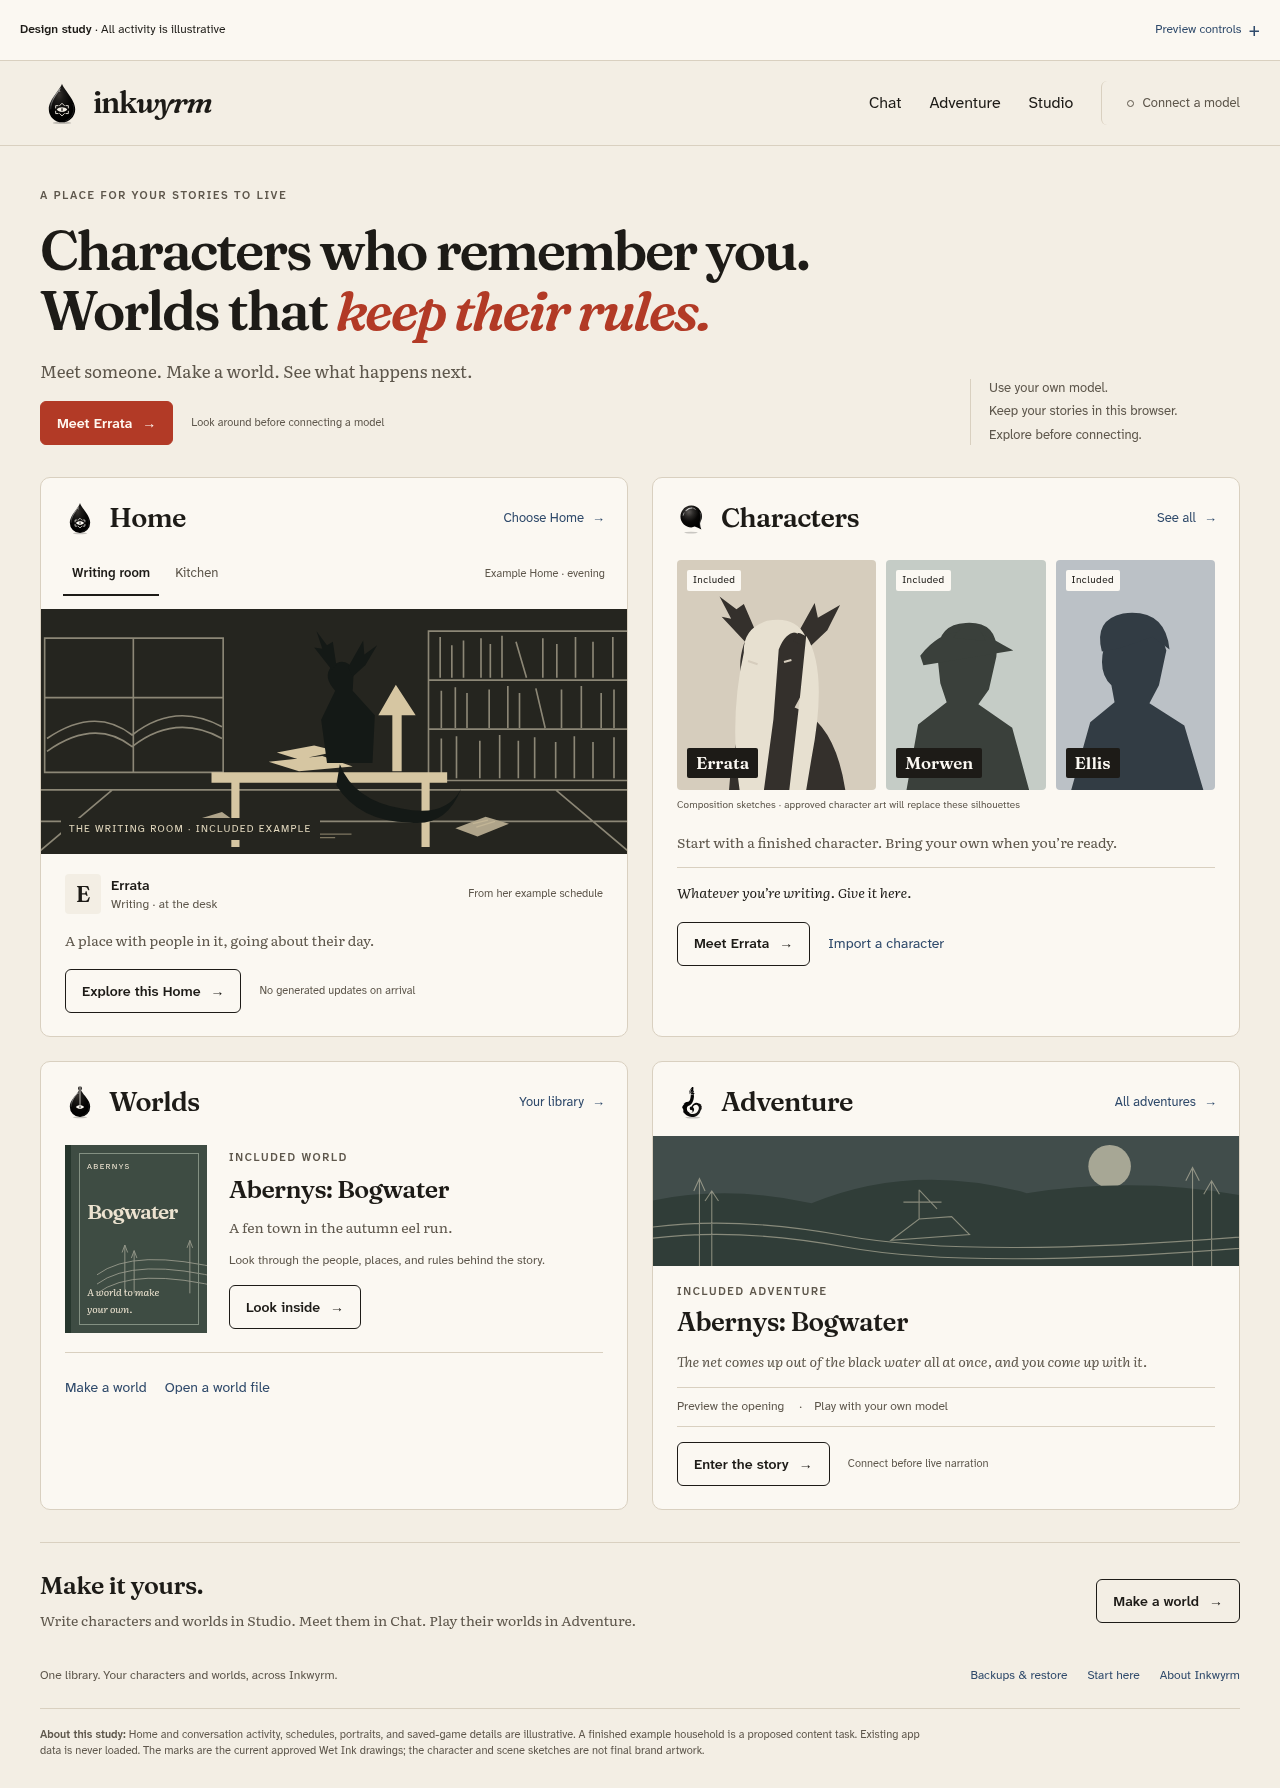 Design study · All activity is illustrative
Preview controls +
inkwyrm
Chat Adventure Studio Connect a model
A PLACE FOR YOUR STORIES TO LIVE
Characters who remember you.
Worlds that keep their rules.
Meet someone. Make a world. See what happens next.
Meet Errata →
Look around before connecting a model
Use your own model.
Keep your stories in this browser.
Explore before connecting.
Home
Choose Home →
Writing room Kitchen
Example Home · evening
THE WRITING ROOM · INCLUDED EXAMPLE
E
Errata
Writing · at the desk
From her example schedule
A place with people in it, going about their day.
Explore this Home →
No generated updates on arrival
Characters
See all →
Included
Errata
Included
Morwen
Included
Ellis
Composition sketches · approved character art will replace these silhouettes
Start with a finished character. Bring your own when you’re ready.
Whatever you’re writing. Give it here.
Meet Errata →
Import a character
Worlds
Your library →
ABERNYS
Bogwater
A world to make
your own.
INCLUDED WORLD
Abernys: Bogwater
A fen town in the autumn eel run.
Look through the people, places, and rules behind the story.
Look inside →
Make a world Open a world file
Adventure
All adventures →
INCLUDED ADVENTURE
Abernys: Bogwater
The net comes up out of the black water all at once, and you come up with it.
Preview the opening · Play with your own model
Enter the story →
Connect before live narration
Make it yours.
Write characters and worlds in Studio. Meet them in Chat. Play their worlds in Adventure.
Make a world →
One library. Your characters and worlds, across Inkwyrm.
Backups & restore Start here About Inkwyrm
About this study: Home and conversation activity, schedules, portraits, and saved-game details are illustrative. A finished example household is a proposed content task. Existing app
data is never loaded. The marks are the current approved Wet Ink drawings; the character and scene sketches are not final brand artwork.